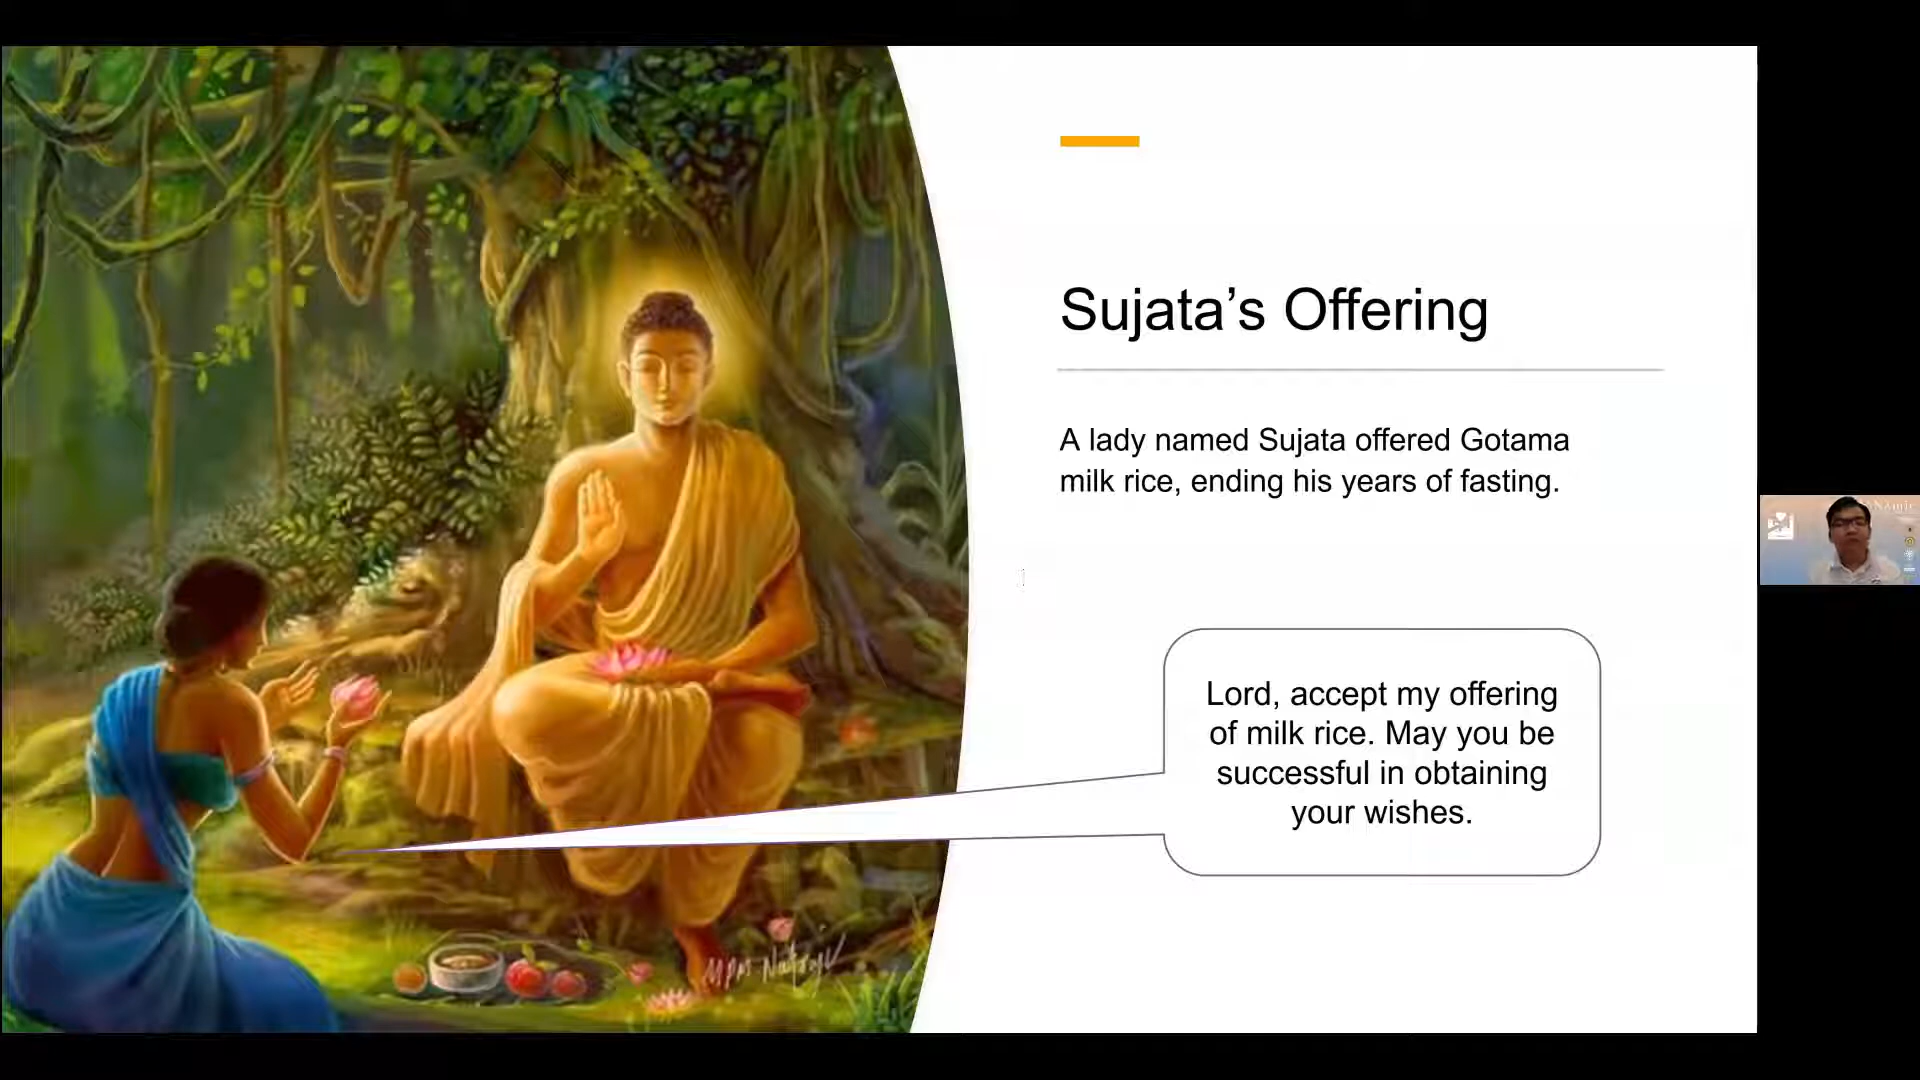 Sujata’s Offering
A lady named Sujata offered Gotama
milk rice, ending his years of fasting.
Lord, accept my offering
of milk rice. May you be
successful in obtaining
your wishes.